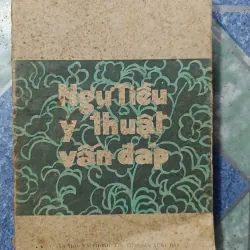 Ngư Tiều
y thuật
vấn đáp